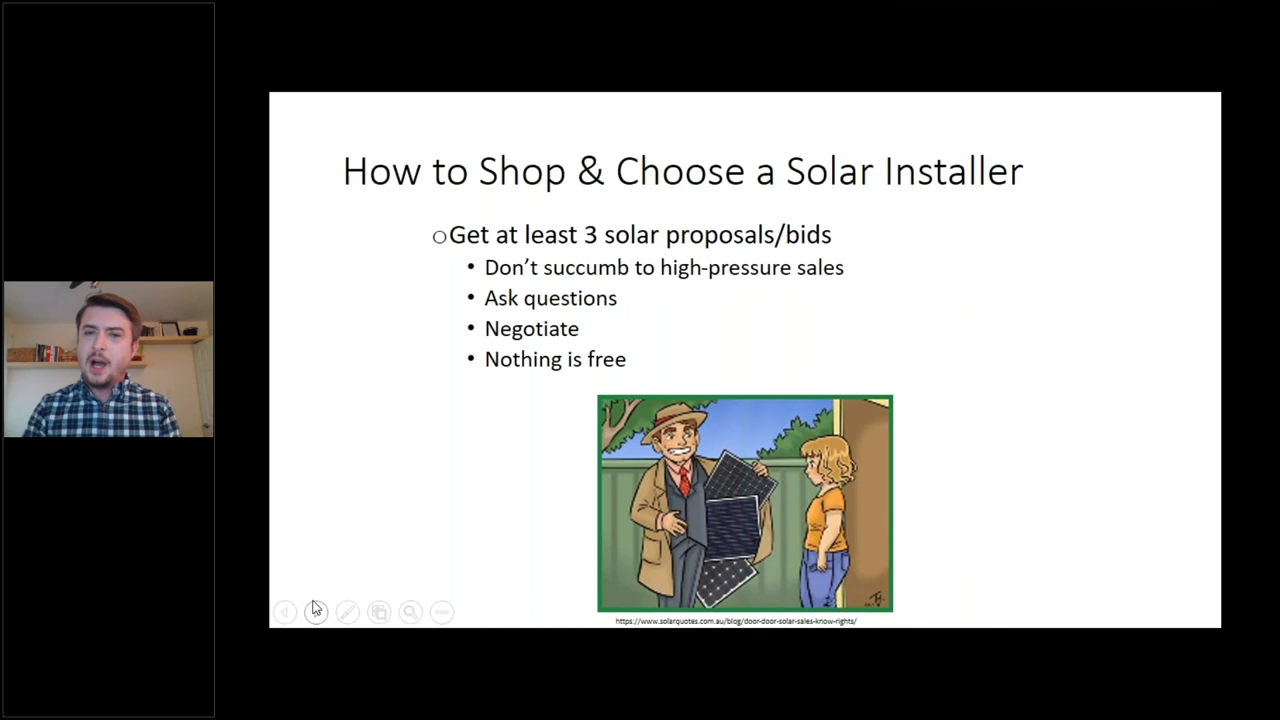 How to Shop & Choose a Solar Installer
Get at least 3 solar proposals/bids
Don’t succumb to high-pressure sales
Ask questions
Negotiate
Nothing is free
https://www.solarquotes.com.au/blog/door-door-solar-sales-know-rights/